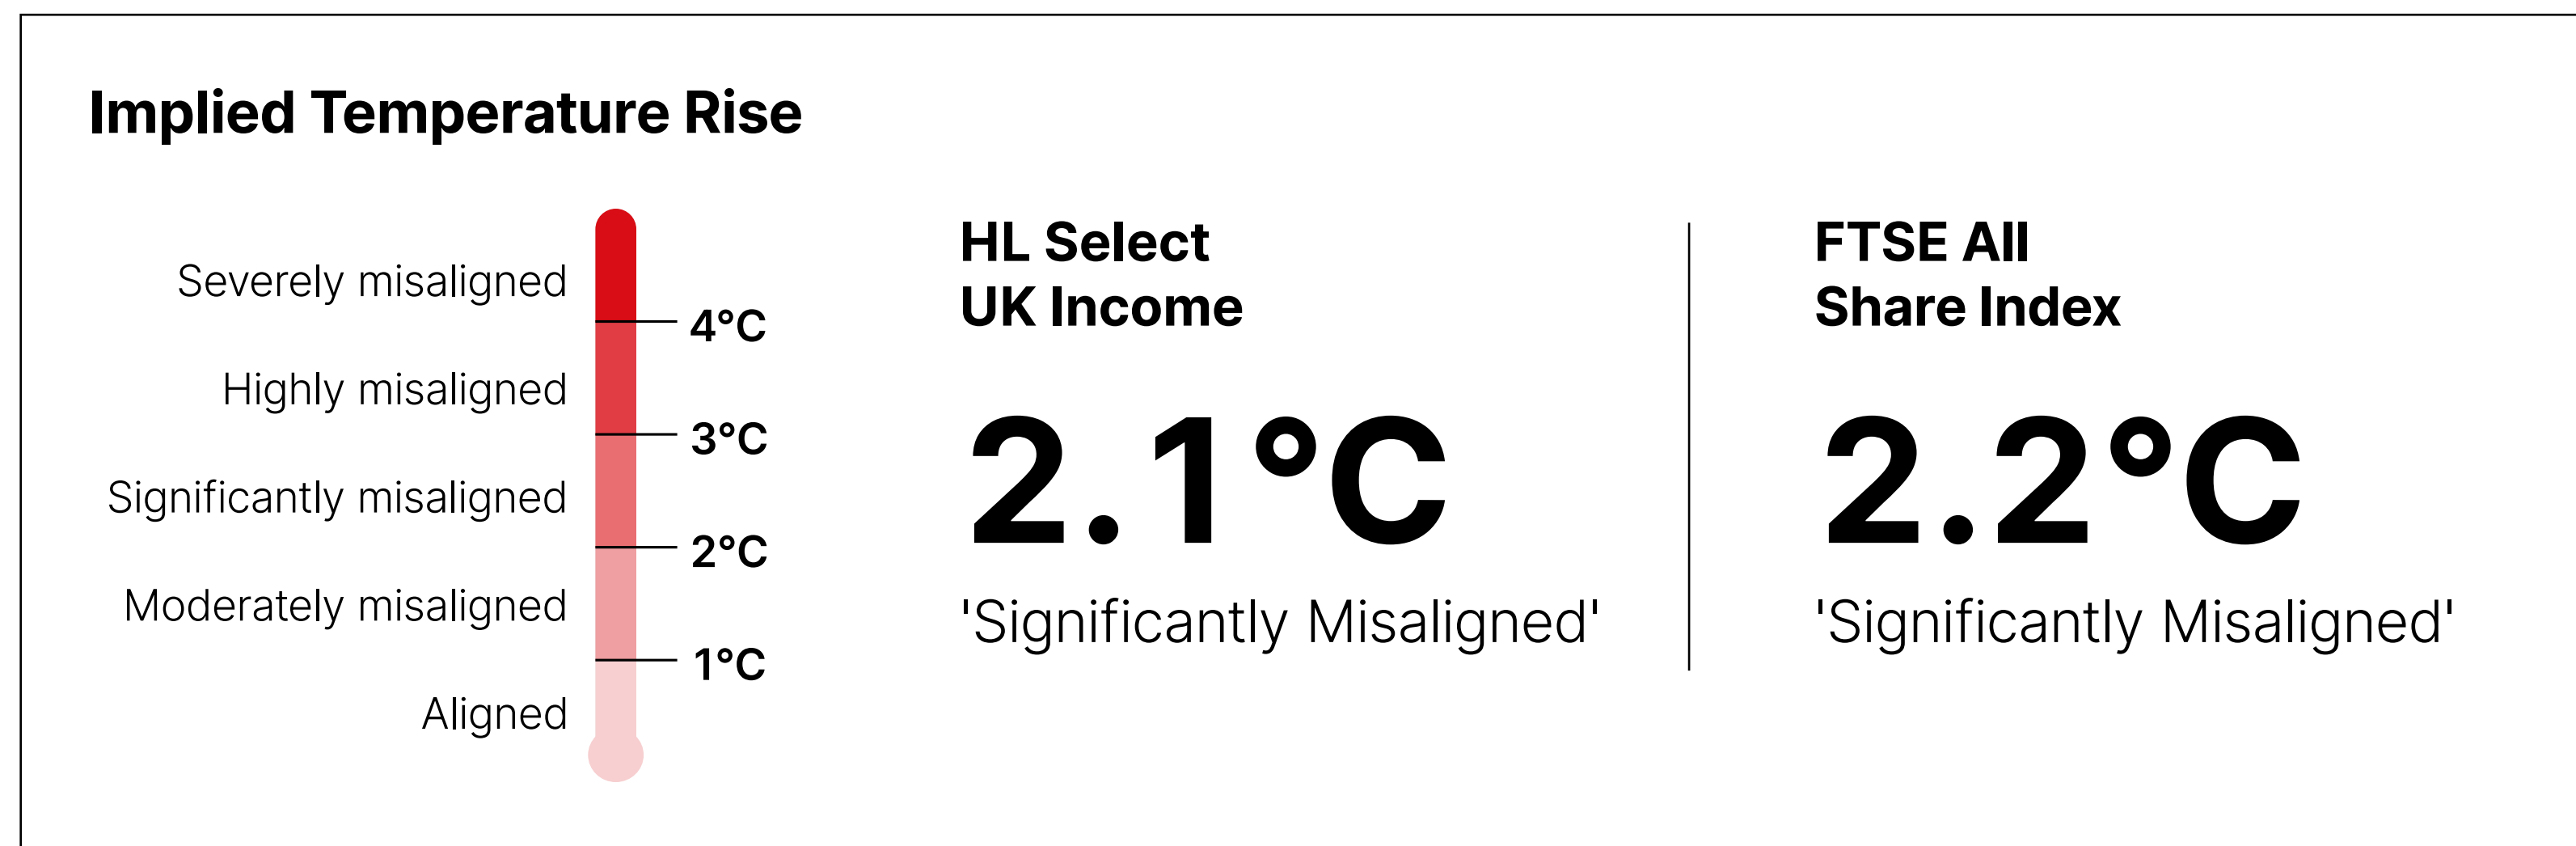 Implied Temperature Rise
Severely misaligned
4°C
Highly misaligned
3°C
Significantly misaligned
2°C
Moderately misaligned
1°C
Aligned
HL Select
UK Income
2.1°C
'Significantly Misaligned'
FTSE All
Share Index
2.2°C
'Significantly Misaligned'